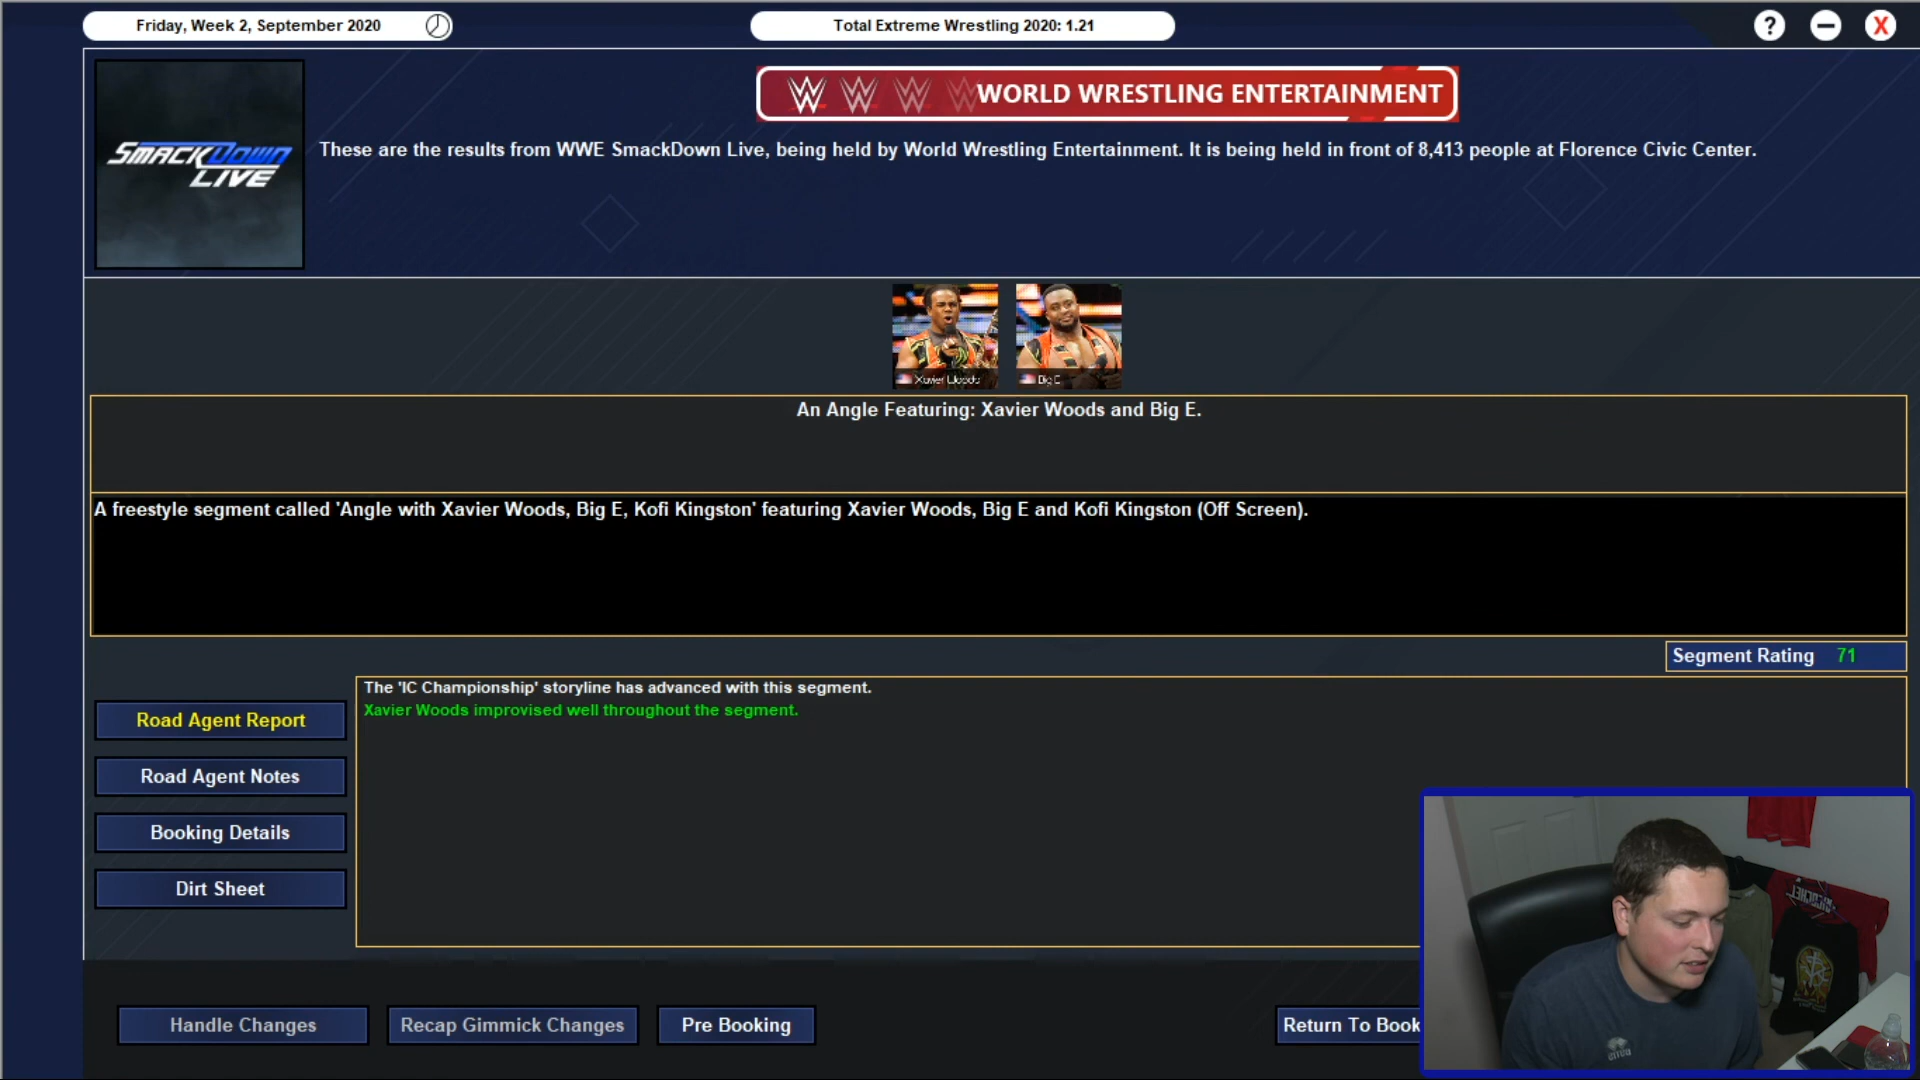 Friday, Week 2, September 2020
Total Extreme Wrestling 2020: 1.21
?
X
WORLD WRESTLING ENTERTAINMENT
SMACKDOWN
LIVE
These are the results from WWE SmackDown Live, being held by World Wrestling Entertainment. It is being held in front of 8,413 people at Florence Civic Center.
Xavier Woods
Big E
An Angle Featuring: Xavier Woods and Big E.
A freestyle segment called 'Angle with Xavier Woods, Big E, Kofi Kingston' featuring Xavier Woods, Big E and Kofi Kingston (Off Screen).
Segment Rating 71
The 'IC Championship' storyline has advanced with this segment.
Xavier Woods improvised well throughout the segment.
Road Agent Report
Road Agent Notes
Booking Details
Dirt Sheet
Handle Changes
Recap Gimmick Changes
Pre Booking
Return To Book